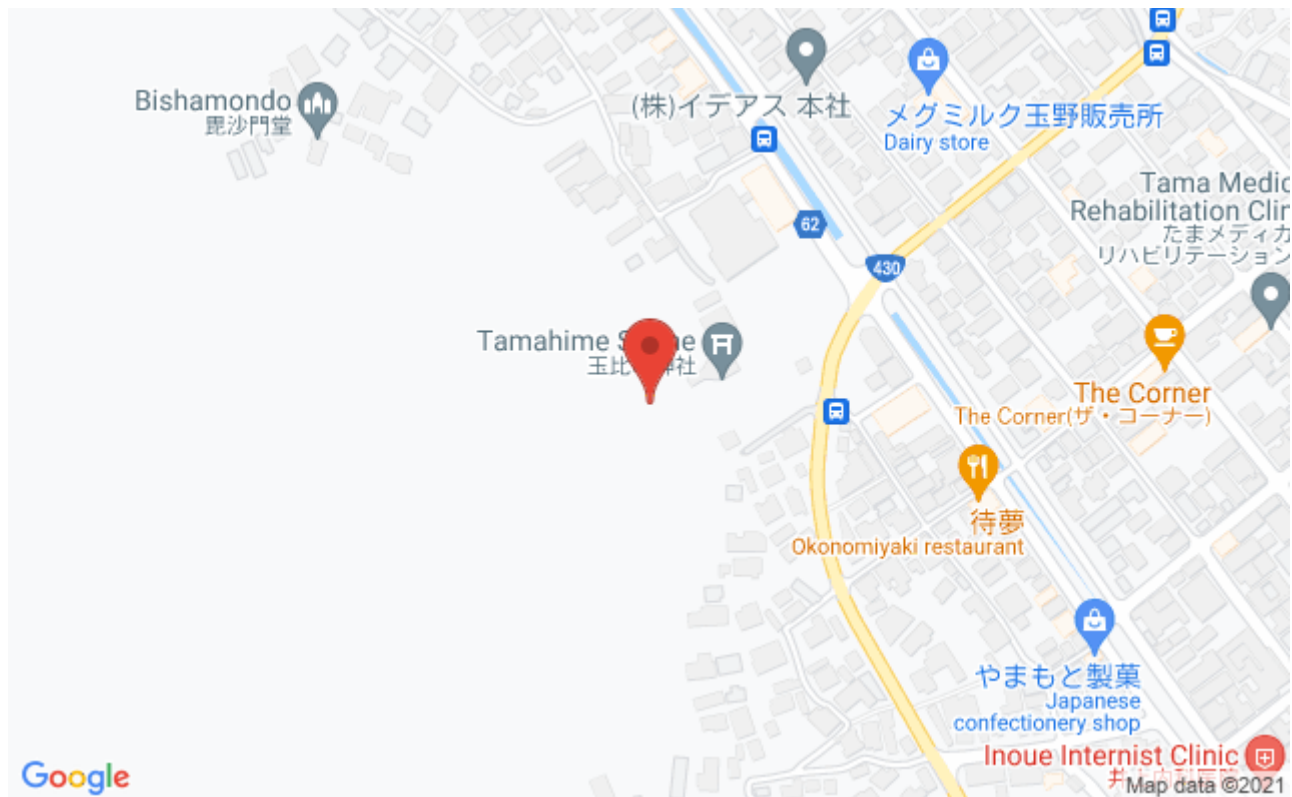 Bishamondo
毘沙門堂
(株)イデアス 本社
メグミルク玉野販売所
Dairy store
Tama Medic
Rehabilitation Clin
たまメディカ
リハビリテーション
62
430
Tamahime
玉比
神社
The Corner
The Corner(ザ・コーナー)
待夢
Okonomiyaki restaurant
やまもと製菓
Japanese
confectionery shop
Inoue Internist Clinic
Google
Map data ©2021